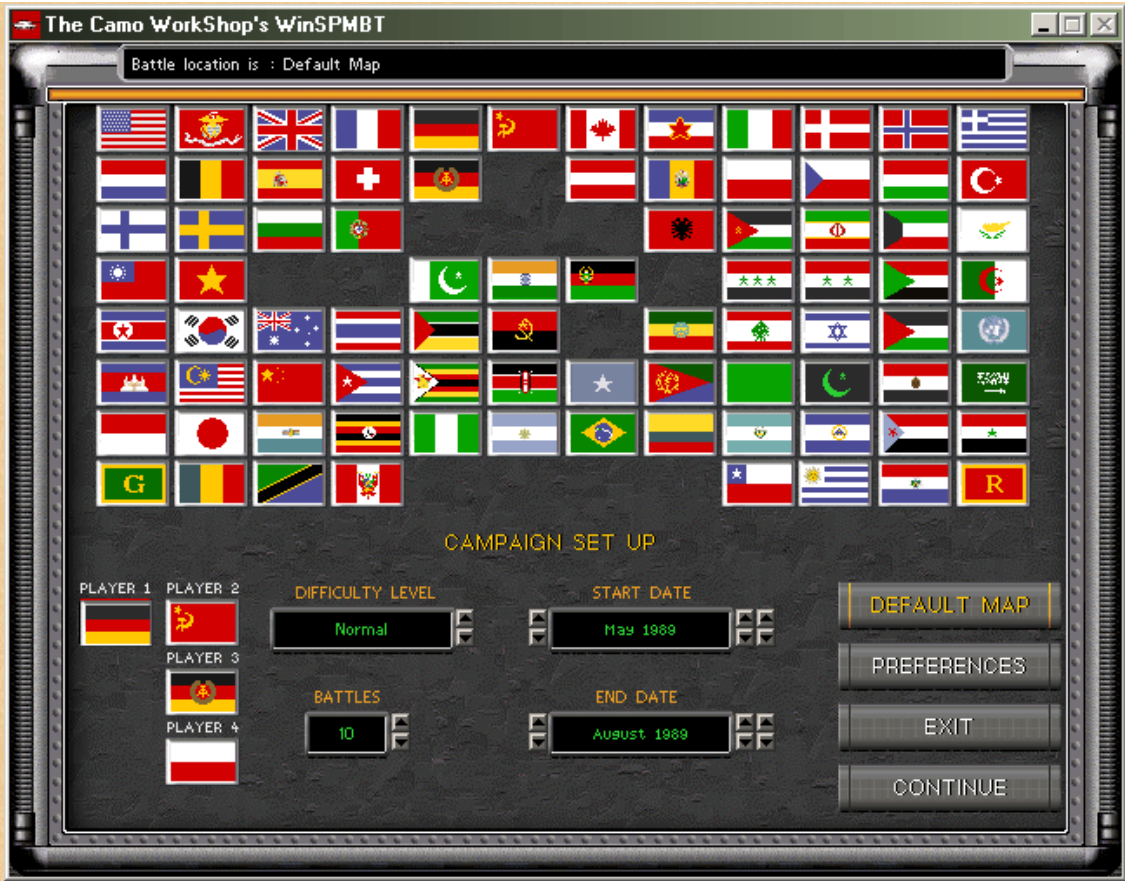 The Camo WorkShop's WinSPMBT
Battle location is : Default Map
G
R
CAMPAIGN SET UP
PLAYER 1 PLAYER 2
DIFFICULTY LEVEL
START DATE
DEFAULT MAP
Normal
May 1989
PLAYER 3
PREFERENCES
BATTLES
END DATE
PLAYER 4
10
August 1989
EXIT
CONTINUE